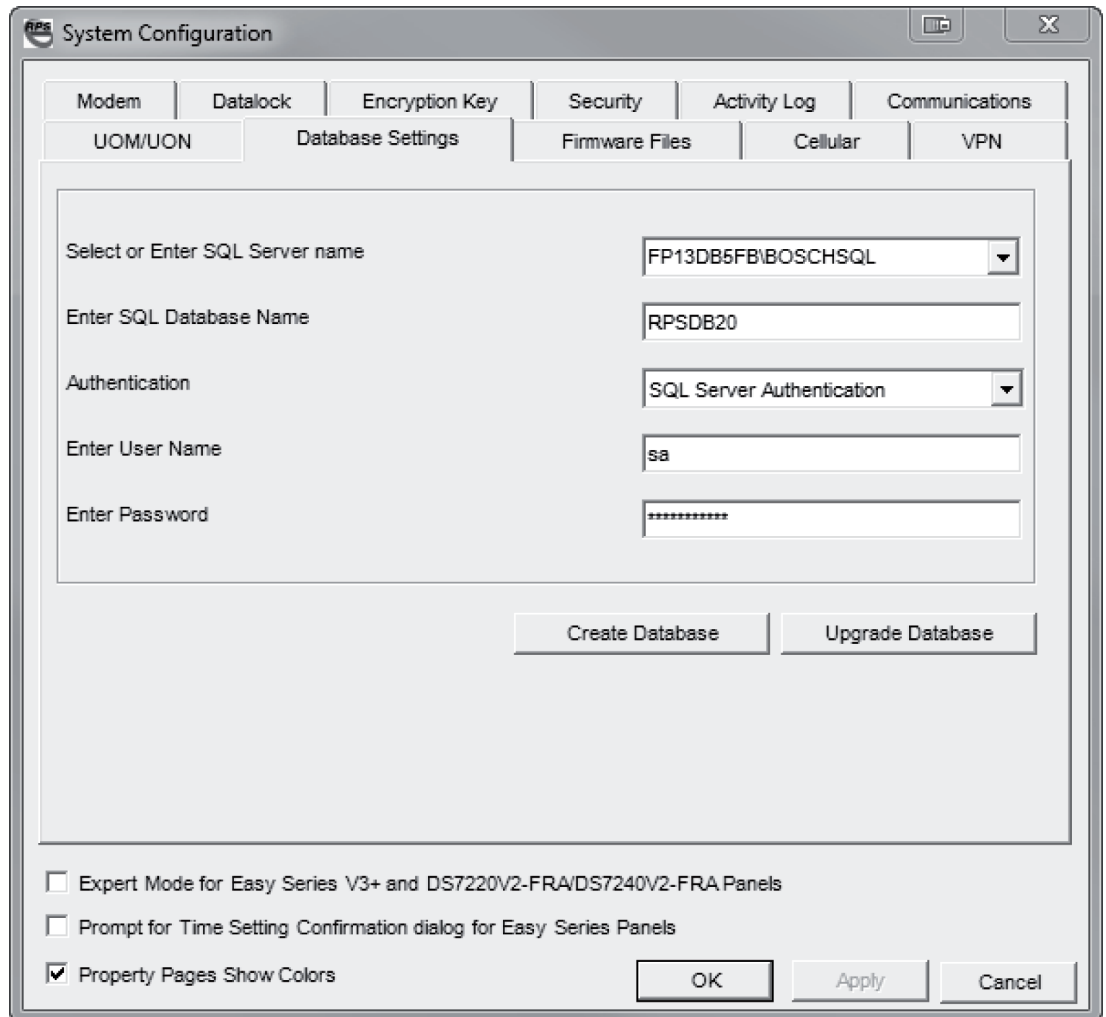 RPS System Configuration
Modem Datalock Encryption Key Security Activity Log Communications
UOM/UON Database Settings Firmware Files Cellular VPN
Select or Enter SQL Server name FP13DB5FB\BOSCHSQL
Enter SQL Database Name RPSDB20
Authentication SQL Server Authentication
Enter User Name sa
Enter Password ***********
Create Database Upgrade Database
Expert Mode for Easy Series V3+ and DS7220V2-FRA/DS7240V2-FRA Panels
Prompt for Time Setting Confirmation dialog for Easy Series Panels
Property Pages Show Colors
OK Apply Cancel